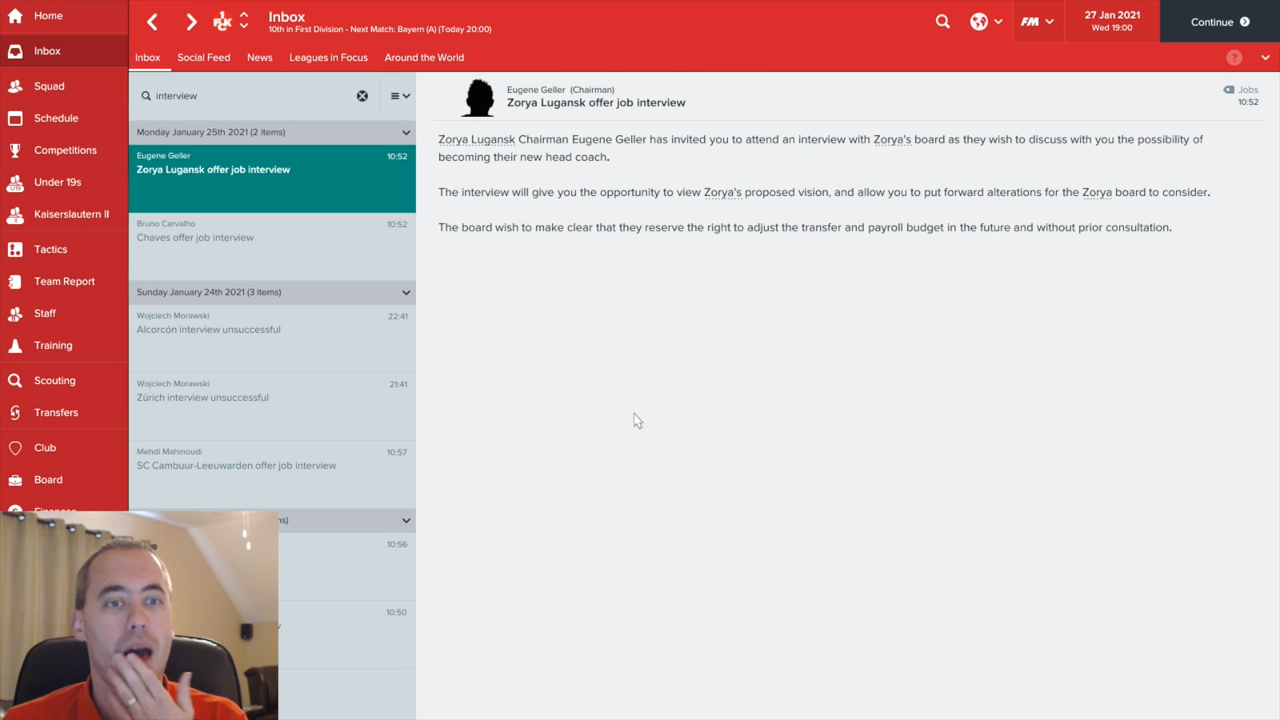 Home
Inbox
Squad
Schedule
Competitions
Under 19s
Kaiserslautern II
Tactics
Team Report
Staff
Training
Scouting
Transfers
Club
Board
Inbox
10th in First Division - Next Match: Bayern (A) (Today 20:00)
FM
27 Jan 2021
Wed 19:00
Continue
Inbox
Social Feed
News
Leagues in Focus
Around the World
?
interview
Monday January 25th 2021 (2 items)
Eugene Geller
10:52
Zorya Lugansk offer job interview
Bruno Carvalho
10:52
Chaves offer job interview
Sunday January 24th 2021 (3 items)
Wojciech Morawski
22:41
Alcorcón interview unsuccessful
Wojciech Morawski
21:41
Zürich interview unsuccessful
Mehdi Mahmoudi
10:57
SC Cambuur-Leeuwarden offer job interview
10:56
10:50
Eugene Geller (Chairman)
Zorya Lugansk offer job interview
Jobs
10:52
Zorya Lugansk Chairman Eugene Geller has invited you to attend an interview with Zorya's board as they wish to discuss with you the possibility of
becoming their new head coach.
The interview will give you the opportunity to view Zorya's proposed vision, and allow you to put forward alterations for the Zorya board to consider.
The board wish to make clear that they reserve the right to adjust the transfer and payroll budget in the future and without prior consultation.